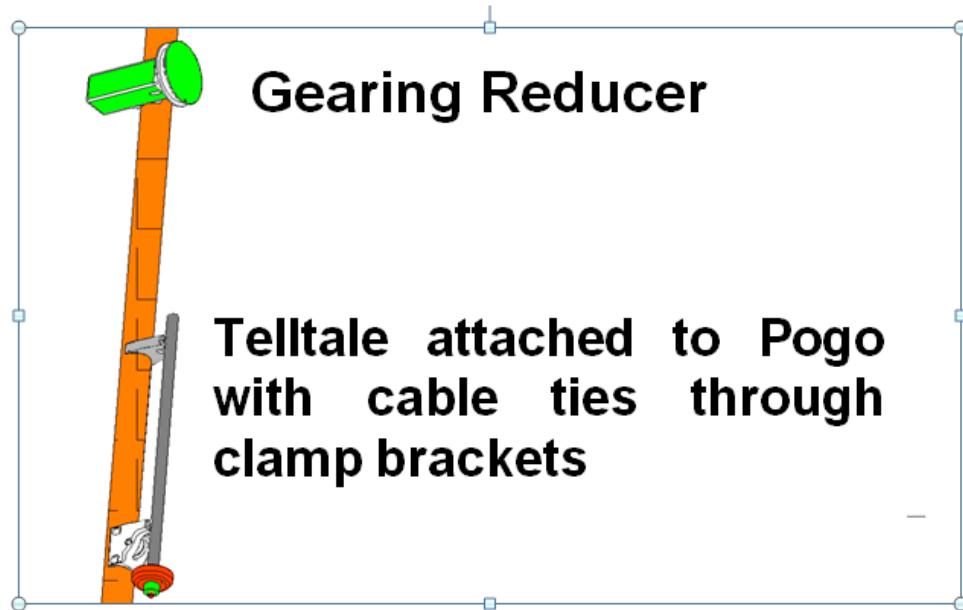 Gearing Reducer
Telltale attached to Pogo
with cable ties through
clamp brackets